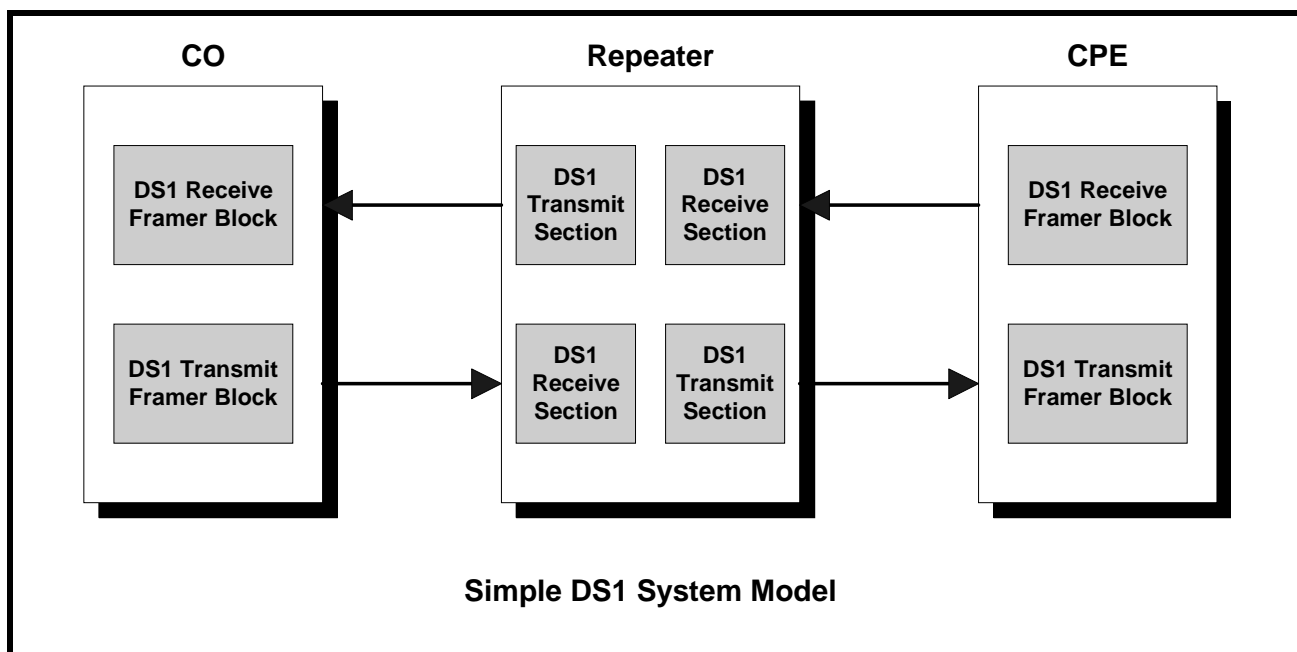 CO
Repeater
CPE
DS1 Receive
Framer Block
DS1
Transmit
Section
DS1
Receive
Section
DS1 Receive
Framer Block
DS1 Transmit
Framer Block
DS1
Receive
Section
DS1
Transmit
Section
DS1 Transmit
Framer Block
Simple DS1 System Model